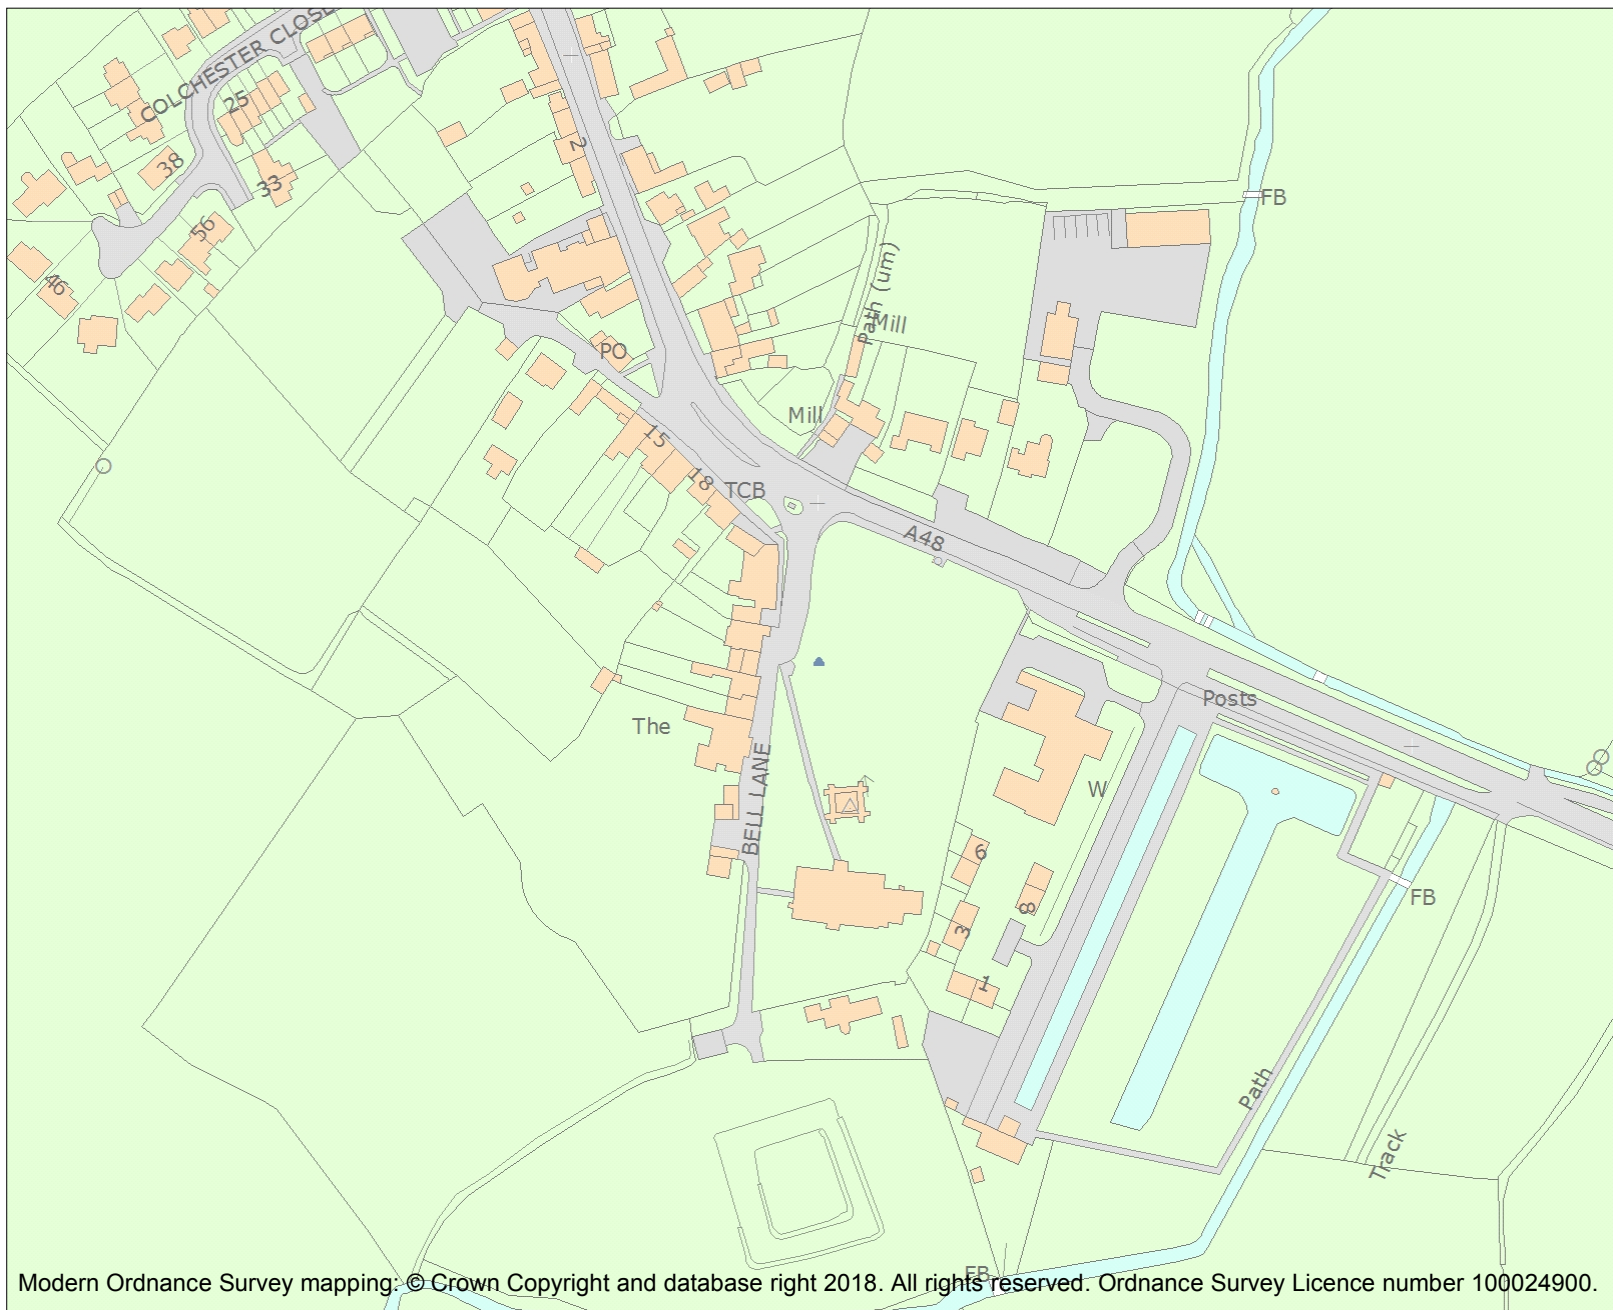 COLCHESTER CLOSE
25
2
38
33
FB
56
Path (um)
46
Mill
PO
Mill
15
18
TCB
A48
Posts
The
BELL LANE
W
6
FB
8
3
1
Path
Track
FB
Modern Ordnance Survey mapping: © Crown Copyright and database right 2018. All rights reserved. Ordnance Survey Licence number 100024900.